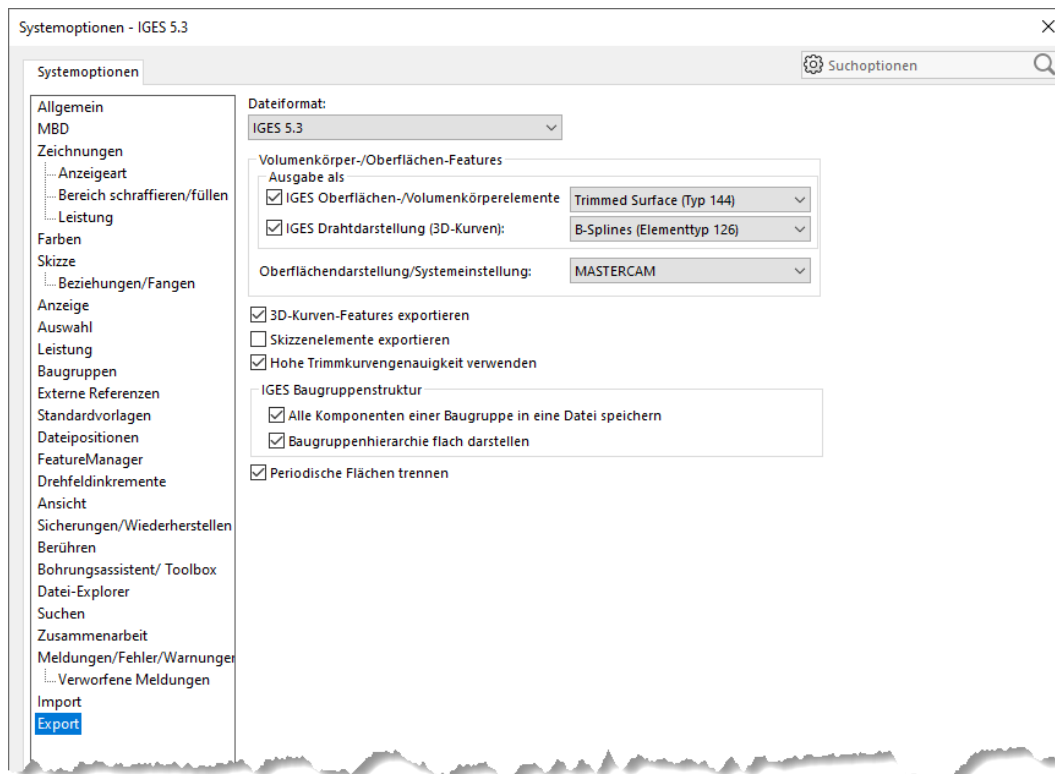 Systemoptionen - IGES 5.3
Systemoptionen
Suchoptionen
Allgemein
MBD
Zeichnungen
Anzeigeart
Bereich schraffieren/füllen
Leistung
Farben
Skizze
Beziehungen/Fangen
Anzeige
Auswahl
Leistung
Baugruppen
Externe Referenzen
Standardvorlagen
Dateipositionen
FeatureManager
Drehfeldinkremente
Ansicht
Sicherungen/Wiederherstellen
Berühren
Bohrungsassistent/ Toolbox
Datei-Explorer
Suchen
Zusammenarbeit
Meldungen/Fehler/Warnunger
Verworfene Meldungen
Import
Export
Dateiformat:
IGES 5.3
Volumenkörper-/Oberflächen-Features
Ausgabe als
IGES Oberflächen-/Volumenkörperelemente
Trimmed Surface (Typ 144)
IGES Drahtdarstellung (3D-Kurven):
B-Splines (Elementtyp 126)
Oberflächendarstellung/Systemeinstellung:
MASTERCAM
3D-Kurven-Features exportieren
Skizzenelemente exportieren
Hohe Trimmkurvengenauigkeit verwenden
IGES Baugruppenstruktur
Alle Komponenten einer Baugruppe in eine Datei speichern
Baugruppenhierarchie flach darstellen
Periodische Flächen trennen